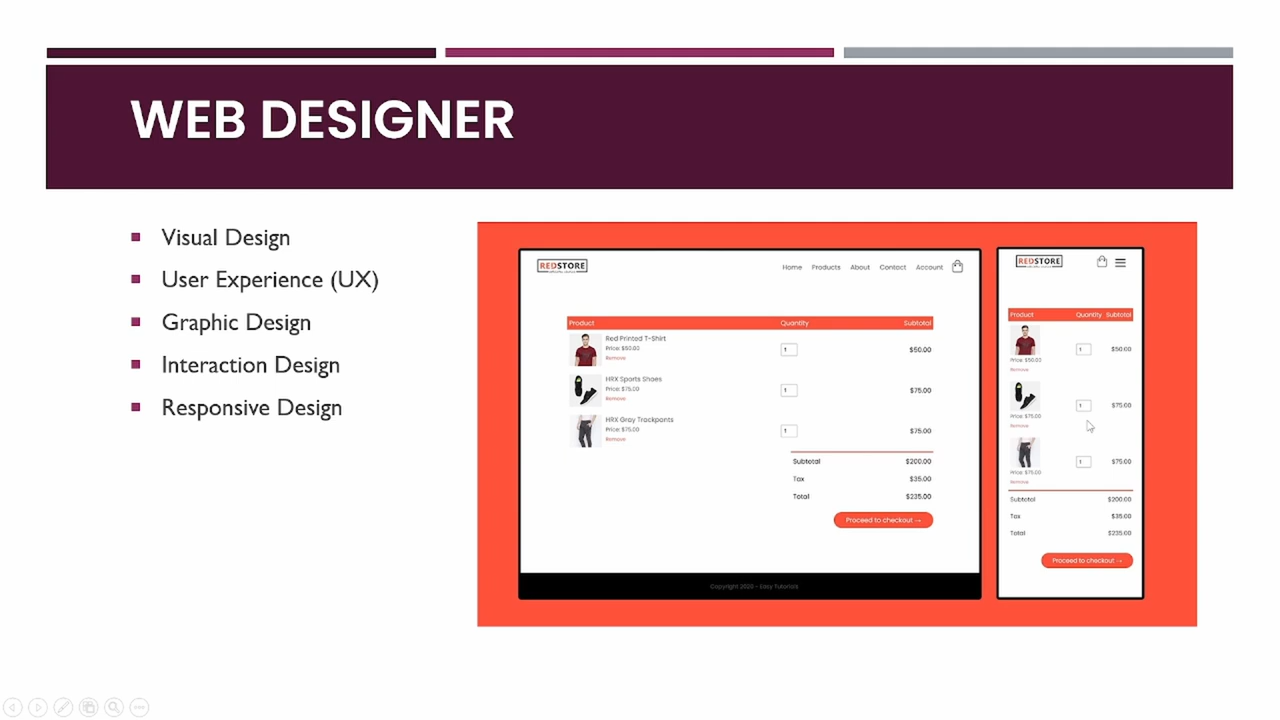 WEB DESIGNER
Visual Design
User Experience (UX)
Graphic Design
Interaction Design
Responsive Design
REDSTORE
Home Products About Contact Account
Product Quantity Subtotal
Red Printed T-Shirt
Price: $50.00
Remove
1 $50.00
HRX Sports Shoes
Price: $75.00
Remove
1 $75.00
HRX Gray Trackpants
Price: $75.00
Remove
1 $75.00
Subtotal $200.00
Tax $35.00
Total $235.00
Proceed to checkout →
Copyright 2020 - Easy Tutorials
REDSTORE
Product Quantity Subtotal
1 $50.00
Price: $50.00
Remove
1 $75.00
Price: $75.00
Remove
1 $75.00
Price: $75.00
Remove
Subtotal $200.00
Tax $35.00
Total $235.00
Proceed to checkout →